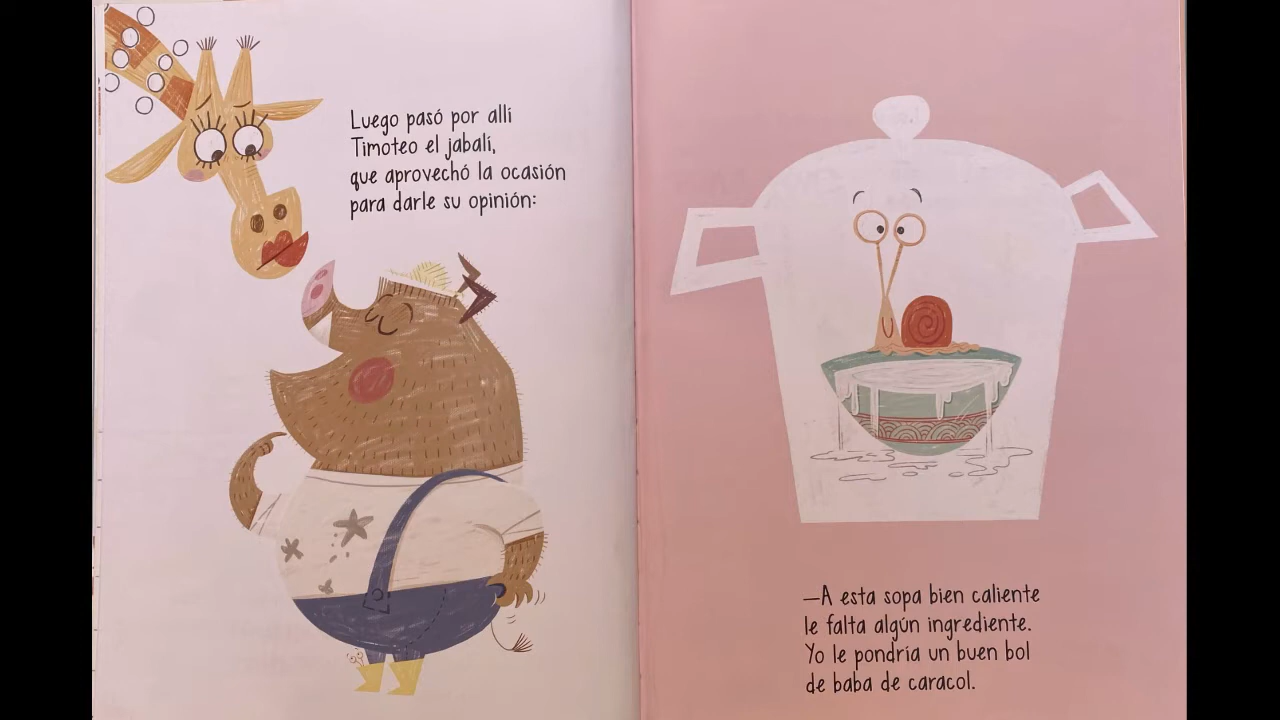 Luego pasó por allí
Timoteo el jabalí,
que aprovechó la ocasión
para darle su opinión:
—A esta sopa bien caliente
le falta algún ingrediente.
Yo le pondría un buen bol
de baba de caracol.